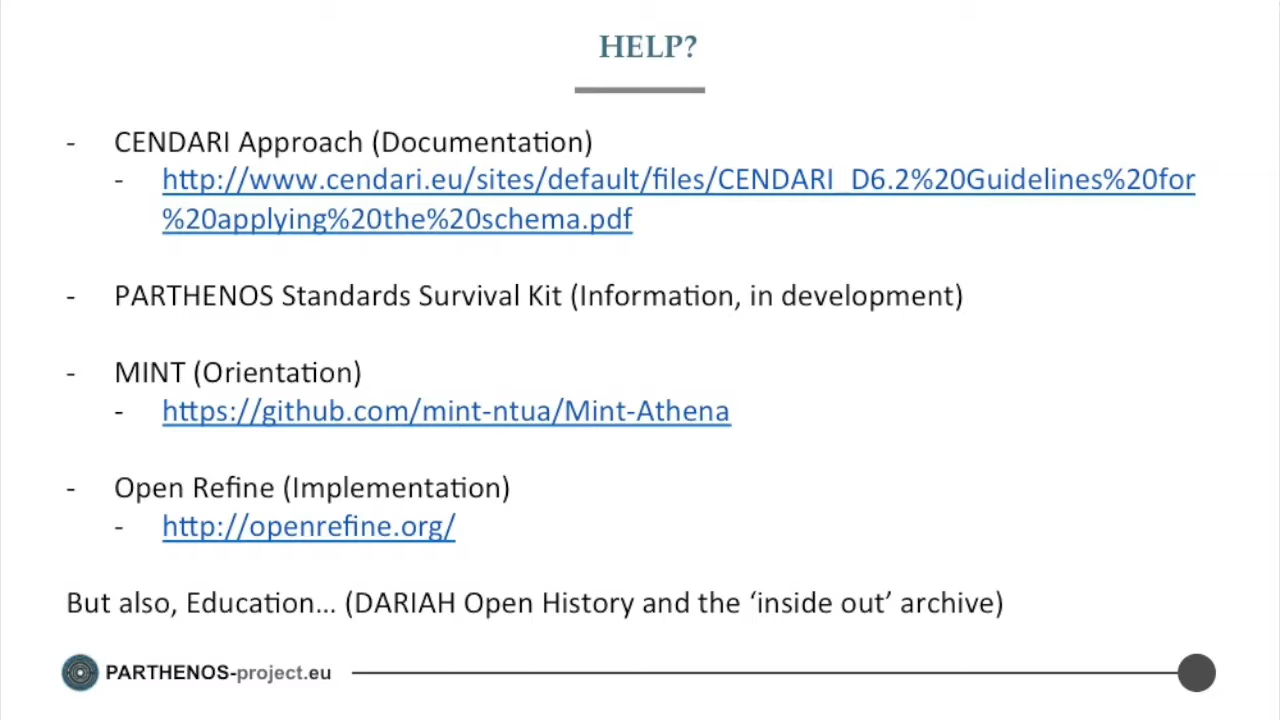 HELP?
- CENDARI Approach (Documentation)
- http://www.cendari.eu/sites/default/files/CENDARI_D6.2%20Guidelines%20for
%20applying%20the%20schema.pdf
- PARTHENOS Standards Survival Kit (Information, in development)
- MINT (Orientation)
- https://github.com/mint-ntua/Mint-Athena
- Open Refine (Implementation)
- http://openrefine.org/
But also, Education... (DARIAH Open History and the ‘inside out’ archive)
PARTHENOS-project.eu